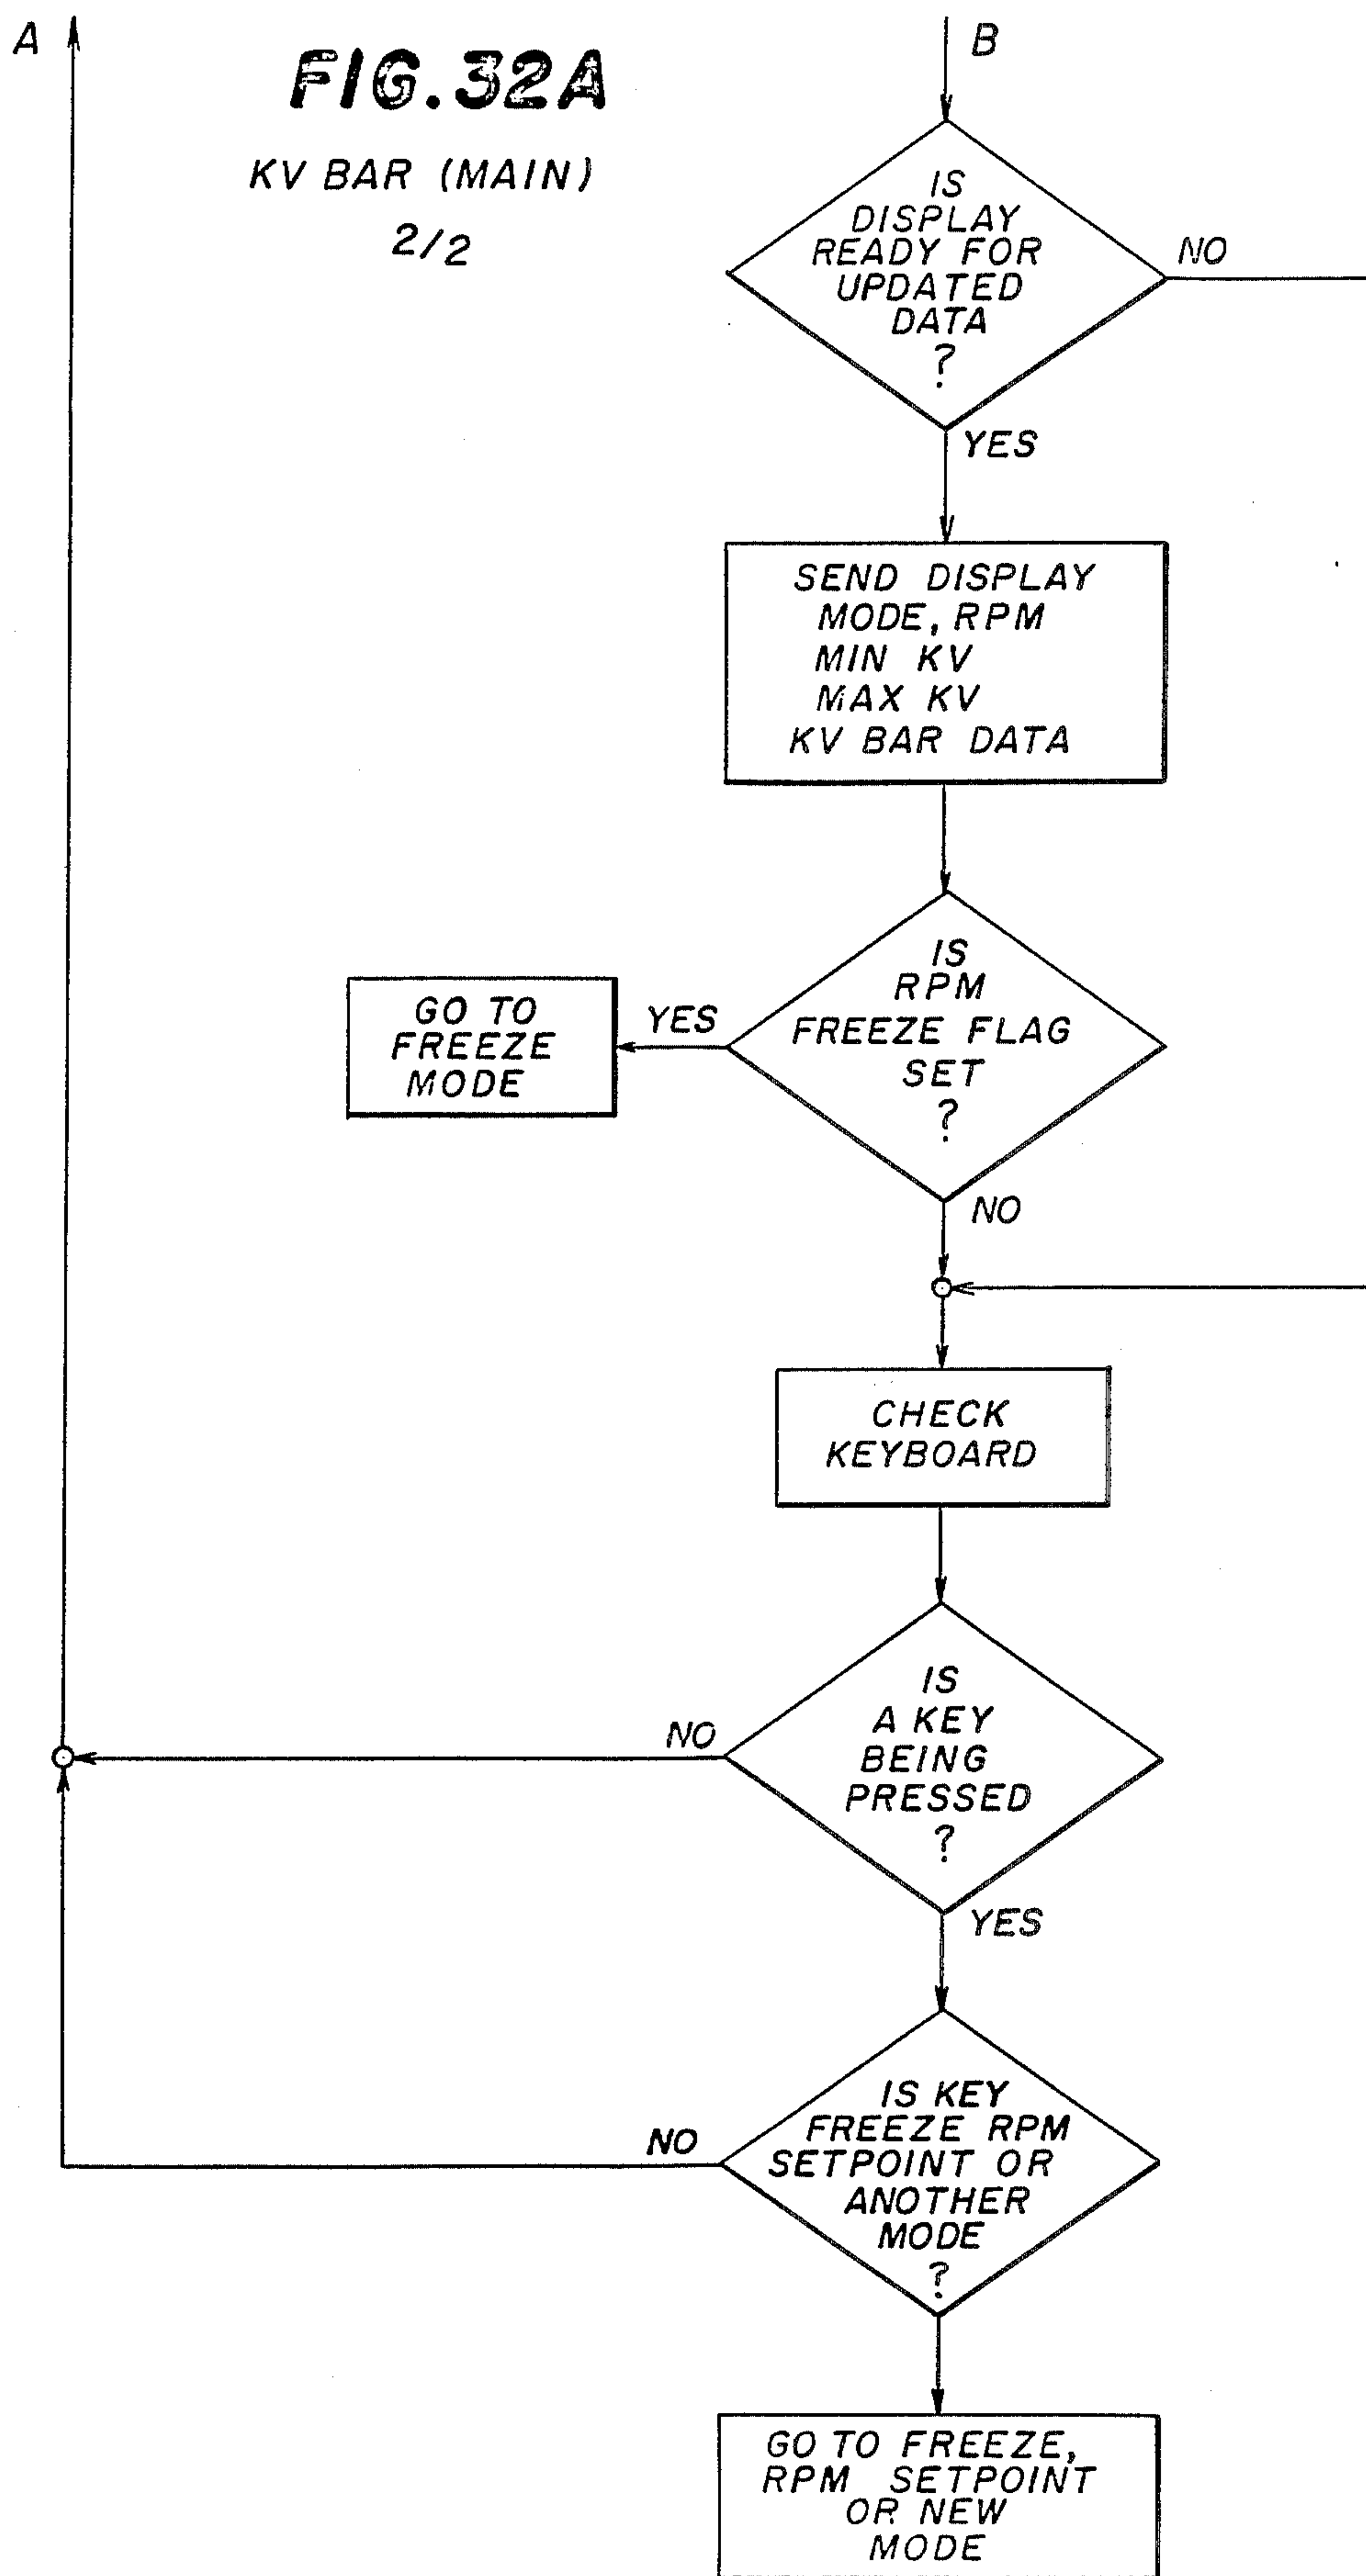 A
B
FIG. 32A
KV BAR (MAIN)
2/2
IS
DISPLAY
READY FOR
UPDATED
DATA
?
NO
YES
SEND DISPLAY
MODE, RPM
MIN KV
MAX KV
KV BAR DATA
IS
RPM
FREEZE FLAG
SET
?
YES
GO TO
FREEZE
MODE
NO
CHECK
KEYBOARD
IS
A KEY
BEING
PRESSED
?
NO
YES
IS KEY
FREEZE RPM
SETPOINT OR
ANOTHER
MODE
?
NO
GO TO FREEZE,
RPM SETPOINT
OR NEW
MODE